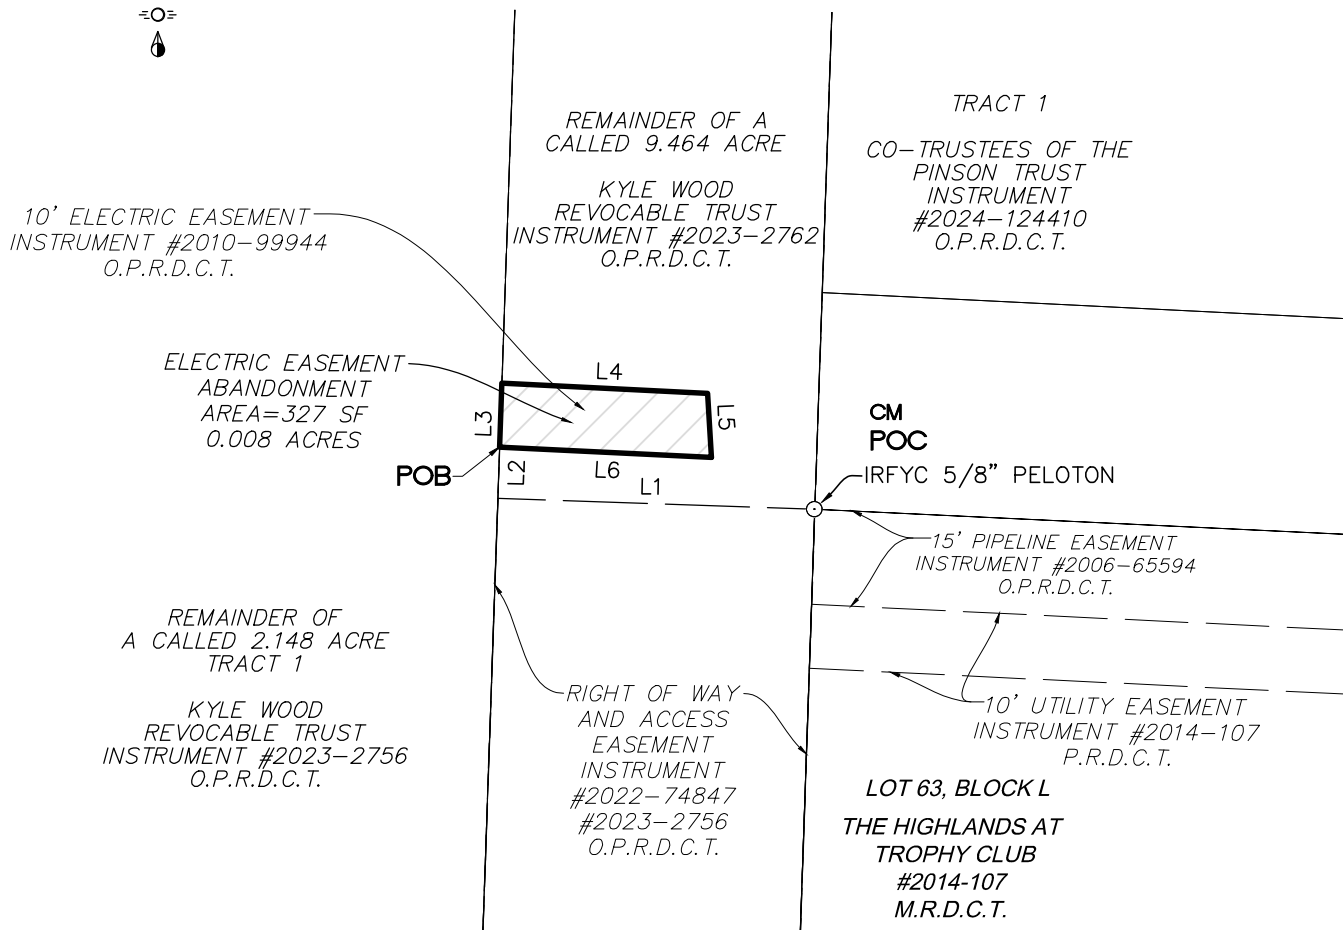 REMAINDER OF A
CALLED 9.464 ACRE
KYLE WOOD
REVOCABLE TRUST
INSTRUMENT #2023-2762
O.P.R.D.C.T.
TRACT 1
CO-TRUSTEES OF THE
PINSON TRUST
INSTRUMENT
#2024-124410
O.P.R.D.C.T.
10' ELECTRIC EASEMENT
INSTRUMENT #2010-99944
O.P.R.D.C.T.
ELECTRIC EASEMENT
ABANDONMENT
AREA=327 SF
0.008 ACRES
L4
L3
L5
POB
L2
L6
L1
CM
POC
IRFYC 5/8" PELOTON
15' PIPELINE EASEMENT
INSTRUMENT #2006-65594
O.P.R.D.C.T.
REMAINDER OF
A CALLED 2.148 ACRE
TRACT 1
KYLE WOOD
REVOCABLE TRUST
INSTRUMENT #2023-2756
O.P.R.D.C.T.
RIGHT OF WAY
AND ACCESS
EASEMENT
INSTRUMENT
#2022-74847
#2023-2756
O.P.R.D.C.T.
10' UTILITY EASEMENT
INSTRUMENT #2014-107
P.R.D.C.T.
LOT 63, BLOCK L
THE HIGHLANDS AT
TROPHY CLUB
#2014-107
M.R.D.C.T.